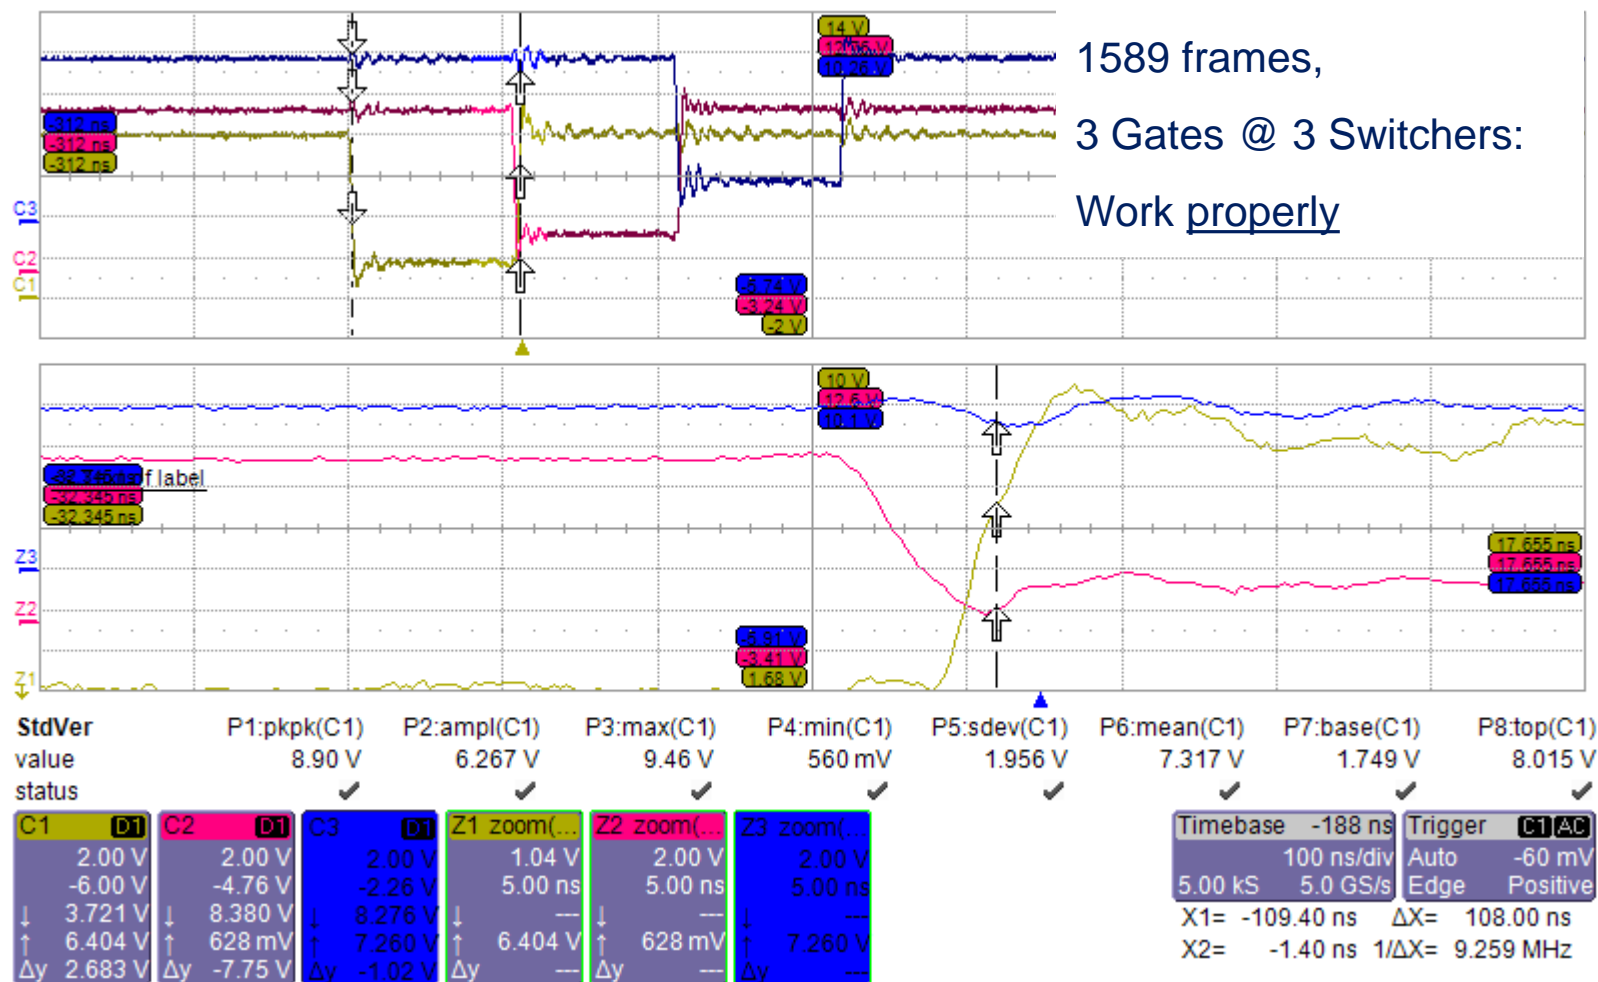 14 V
12.76 V
10.26 V
1589 frames,
3 Gates @ 3 Switchers:
Work properly
-312 ns
-312 ns
-312 ns
C3
C2
C1
-5.74 V
-3.24 V
-2 V
10 V
12.6 V
10.1 V
-32.345 ns
f label
-32.345 ns
-32.345 ns
Z3
Z2
Z1
17.655 ns
17.655 ns
17.655 ns
-5.91 V
-3.41 V
1.68 V
StdVer P1:pkpk(C1) P2:ampl(C1) P3:max(C1) P4:min(C1) P5:sdev(C1) P6:mean(C1) P7:base(C1) P8:top(C1)
value 8.90 V 6.267 V 9.46 V 560 mV 1.956 V 7.317 V 1.749 V 8.015 V
status
C1 D1 C2 D1 C3 D1 Z1 zoom(... Z2 zoom(... Z3 zoom(... Timebase -188 ns Trigger C1 AC
2.00 V 2.00 V 2.00 V 1.04 V 2.00 V 2.00 V 100 ns/div Auto -60 mV
-6.00 V -4.76 V -2.26 V 5.00 ns 5.00 ns 5.00 ns 5.00 kS 5.0 GS/s Edge Positive
↓ 3.721 V ↓ 8.380 V ↓ 8.276 V ↓ --- ↓ --- ↓ --- X1= -109.40 ns ΔX= 108.00 ns
↑ 6.404 V ↑ 628 mV ↑ 7.260 V ↑ 6.404 V ↑ 628 mV ↑ 7.260 V X2= -1.40 ns 1/ΔX= 9.259 MHz
Δy 2.683 V Δy -7.75 V Δy -1.02 V Δy --- Δy --- Δy ---